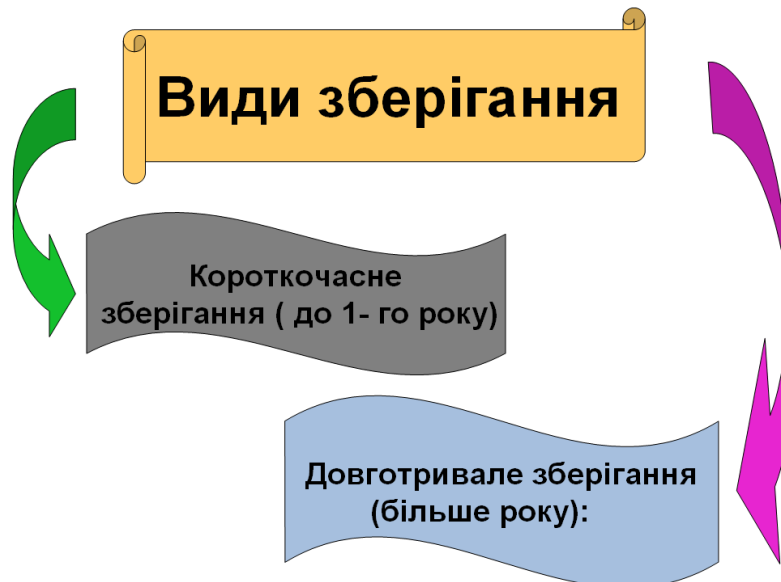 Види зберігання
Короткочасне
зберігання ( до 1- го року)
Довготривале зберігання
(більше року):